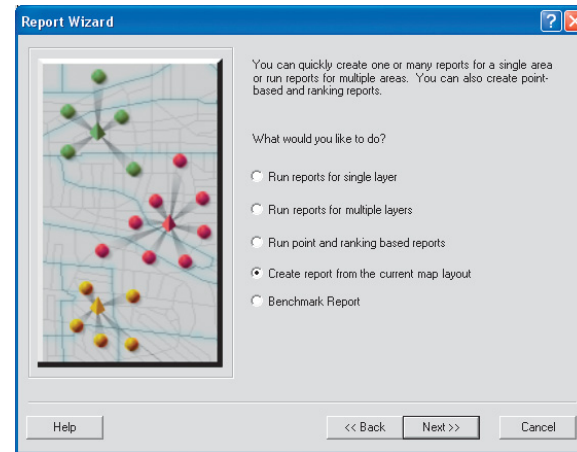 Report Wizard
You can quickly create one or many reports for a single area
or run reports for multiple areas. You can also create point-
based and ranking reports.
What would you like to do?
Run reports for single layer
Run reports for multiple layers
Run point and ranking based reports
Create report from the current map layout
Benchmark Report
Help
<< Back
Next >>
Cancel